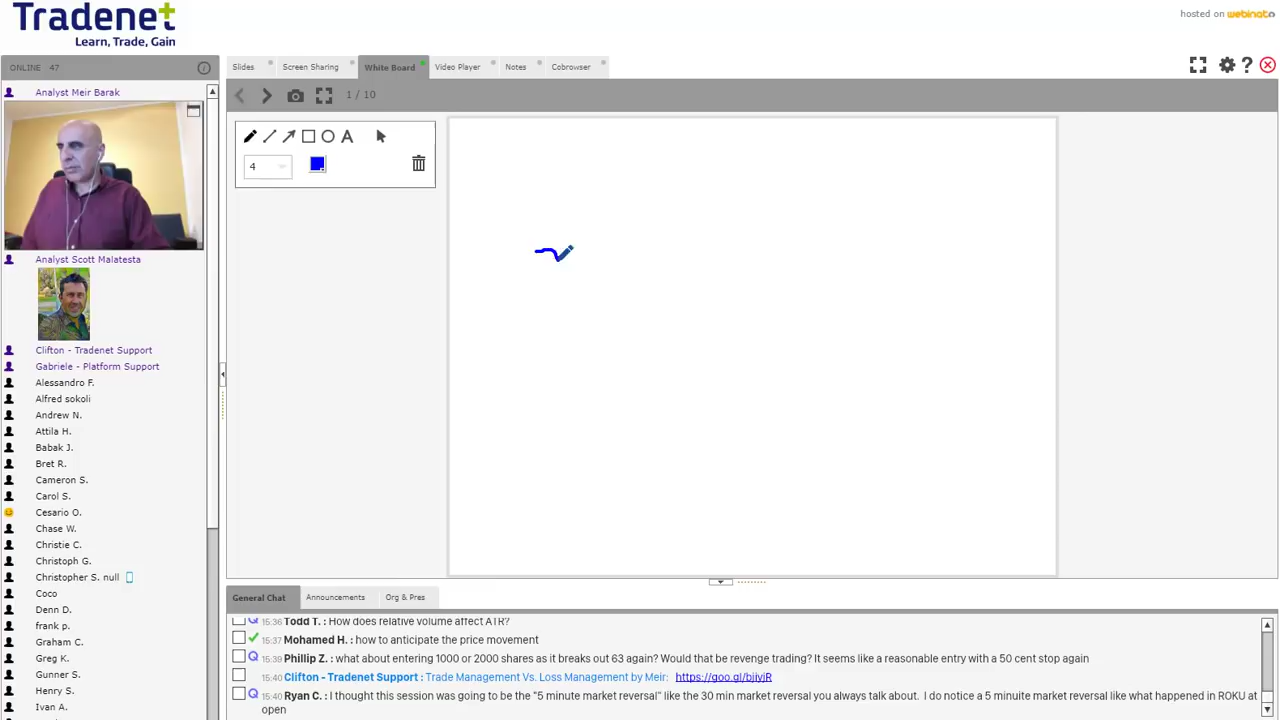 Tradenet
Learn, Trade, Gain
hosted on webinato
ONLINE 47
Analyst Meir Barak
Analyst Scott Malatesta
Clifton - Tradenet Support
Gabriele - Platform Support
Alessandro F.
Alfred sokoli
Andrew N.
Attila H.
Babak J.
Bret R.
Cameron S.
Carol S.
Cesario O.
Chase W.
Christie C.
Christoph G.
Christopher S. null
Coco
Denn D.
frank p.
Graham C.
Greg K.
Gunner S.
Henry S.
Ivan A.
Slides
Screen Sharing
White Board
Video Player
Notes
Cobrowser
1 / 10
A
4
General Chat
Announcements
Org & Pres
15:36 Todd T. : How does relative volume affect ATR?
15:37 Mohamed H. : how to anticipate the price movement
15:39 Phillip Z. : what about entering 1000 or 2000 shares as it breaks out 63 again? Would that be revenge trading? It seems like a reasonable entry with a 50 cent stop again
15:40 Clifton - Tradenet Support : Trade Management Vs. Loss Management by Meir: https://goo.gl/bjiyjR
15:40 Ryan C. : I thought this session was going to be the "5 minute market reversal" like the 30 min market reversal you always talk about. I do notice a 5 minuite market reversal like what happened in ROKU at
open